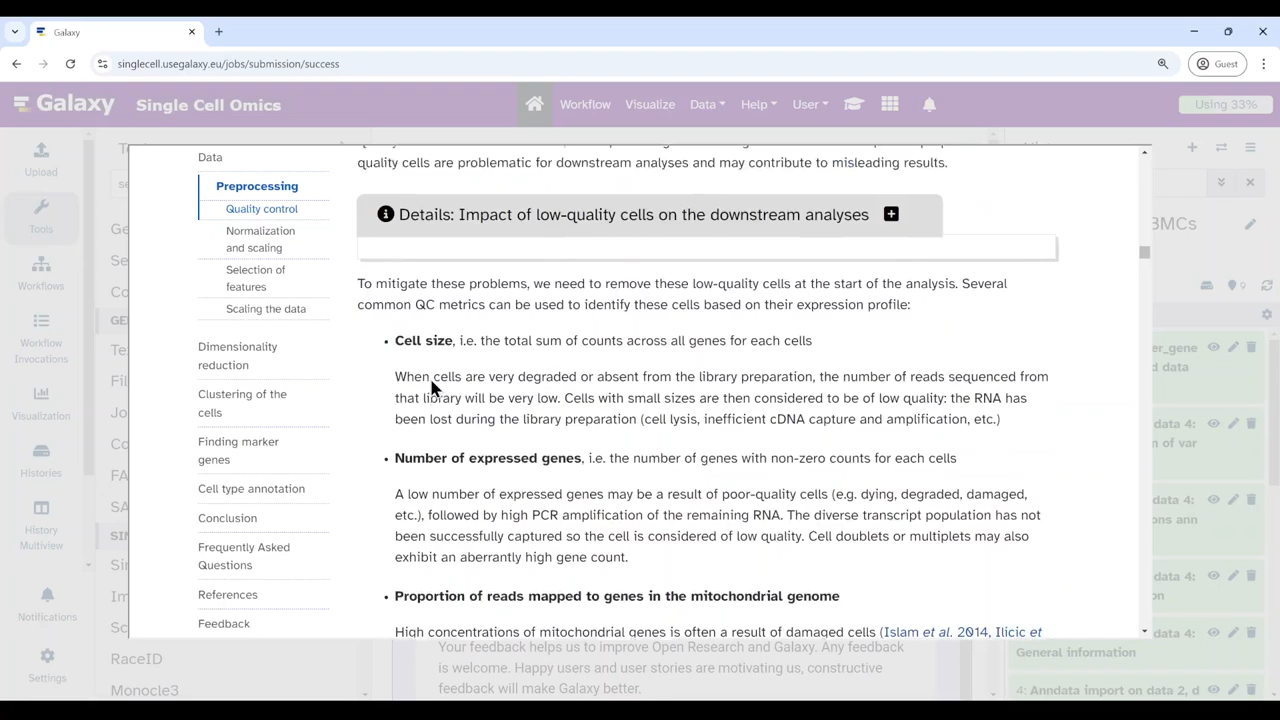 Galaxy
singlecell.usegalaxy.eu/jobs/submission/success
Guest
Galaxy
Single Cell Omics
Workflow
Visualize
Data
Help
User
Using 33%
Upload
Tools
Workflows
Workflow
Invocations
Visualization
Histories
History
Multiview
Notifications
Settings
Data
Preprocessing
Quality control
Normalization
and scaling
Selection of
features
Scaling the data
Dimensionality
reduction
Clustering of the
cells
Finding marker
genes
Cell type annotation
Conclusion
Frequently Asked
Questions
References
Feedback
quality cells are problematic for downstream analyses and may contribute to misleading results.
Details: Impact of low-quality cells on the downstream analyses
To mitigate these problems, we need to remove these low-quality cells at the start of the analysis. Several
common QC metrics can be used to identify these cells based on their expression profile:
• Cell size, i.e. the total sum of counts across all genes for each cells
When cells are very degraded or absent from the library preparation, the number of reads sequenced from
that library will be very low. Cells with small sizes are then considered to be of low quality: the RNA has
been lost during the library preparation (cell lysis, inefficient cDNA capture and amplification, etc.)
• Number of expressed genes, i.e. the number of genes with non-zero counts for each cells
A low number of expressed genes may be a result of poor-quality cells (e.g. dying, degraded, damaged,
etc.), followed by high PCR amplification of the remaining RNA. The diverse transcript population has not
been successfully captured so the cell is considered of low quality. Cell doublets or multiplets may also
exhibit an aberrantly high gene count.
• Proportion of reads mapped to genes in the mitochondrial genome
High concentrations of mitochondrial genes is often a result of damaged cells (Islam et al. 2014, Ilicic et
RaceID
Monocle3
Your feedback helps us to improve Open Research and Galaxy. Any feedback
is welcome. Happy users and user stories are motivating us, constructive
feedback will make Galaxy better.
BMCs
er_gene
d data
data 4:
n of var
data 4:
ons ann
data 4:
data 4:
General information
4: Anndata import on data 2, d